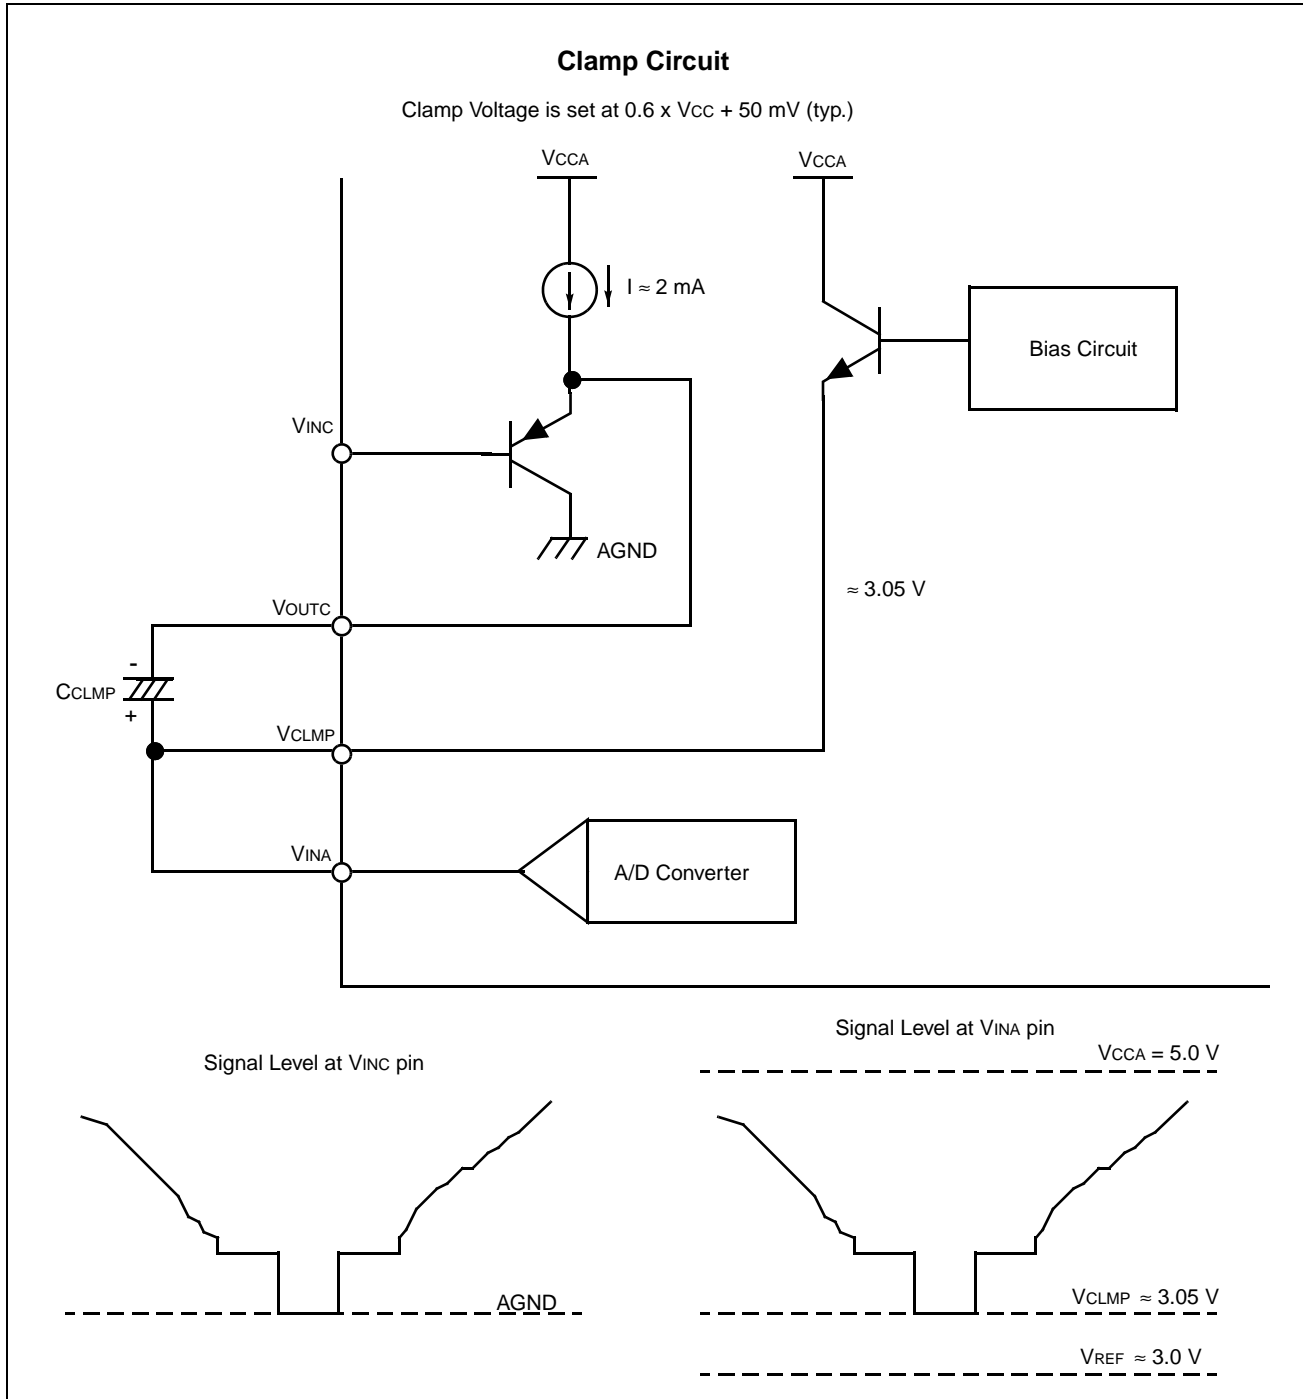 Clamp Circuit
Clamp Voltage is set at 0.6 x VCC + 50 mV (typ.)
VCCA
VCCA
I ≈ 2 mA
Bias Circuit
VINC
AGND
VOUTC
≈ 3.05 V
-
CCLMP
+
VCLMP
VINA
A/D Converter
Signal Level at VINC pin
AGND
Signal Level at VINA pin
VCCA = 5.0 V
VCLMP ≈ 3.05 V
VREF ≈ 3.0 V